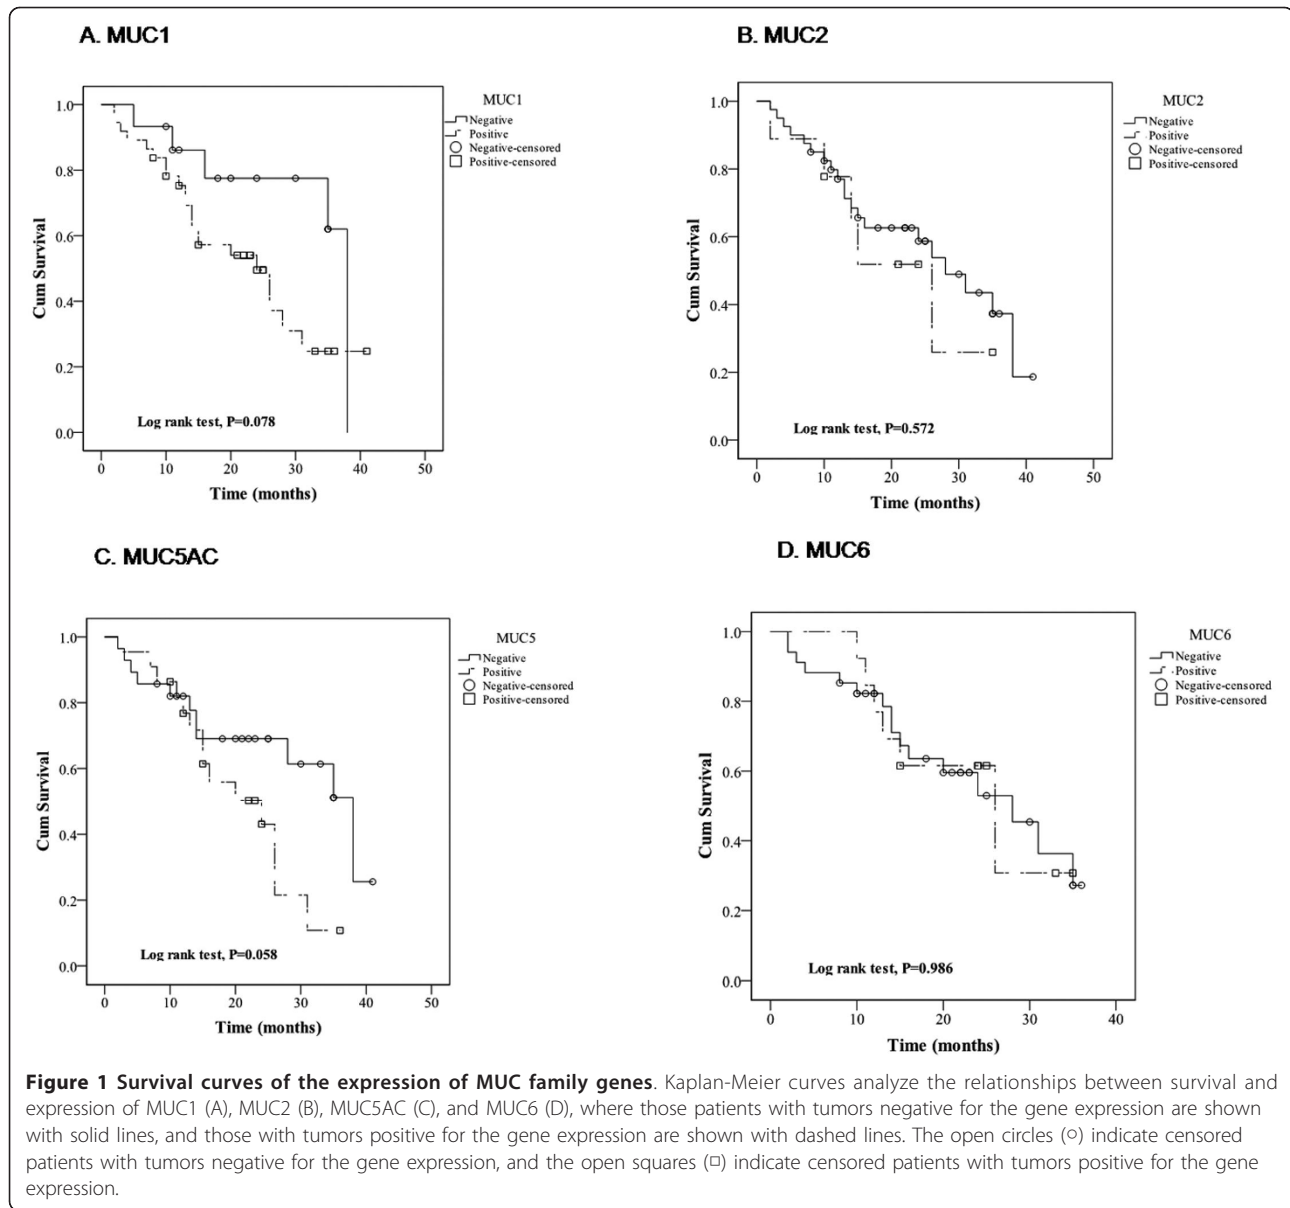 A. MUC1
MUC1
Negative
Positive
Negative-censored
Positive-censored
1.0
0.8
0.6
0.4
0.2
0.0
Cum Survival
Log rank test, P=0.078
0 10 20 30 40 50
Time (months)
B. MUC2
MUC2
Negative
Positive
Negative-censored
Positive-censored
1.0
0.8
0.6
0.4
0.2
0.0
Cum Survival
Log rank test, P=0.572
0 10 20 30 40 50
Time (months)
C. MUC5AC
MUC5
Negative
Positive
Negative-censored
Positive-censored
1.0
0.8
0.6
0.4
0.2
0.0
Cum Survival
Log rank test, P=0.058
0 10 20 30 40 50
Time (months)
D. MUC6
MUC6
Negative
Positive
Negative-censored
Positive-censored
1.0
0.8
0.6
0.4
0.2
0.0
Cum Survival
Log rank test, P=0.986
0 10 20 30 40
Time (months)
Figure 1 Survival curves of the expression of MUC family genes. Kaplan-Meier curves analyze the relationships between survival and
expression of MUC1 (A), MUC2 (B), MUC5AC (C), and MUC6 (D), where those patients with tumors negative for the gene expression are shown
with solid lines, and those with tumors positive for the gene expression are shown with dashed lines. The open circles (○) indicate censored
patients with tumors negative for the gene expression, and the open squares (□) indicate censored patients with tumors positive for the gene
expression.